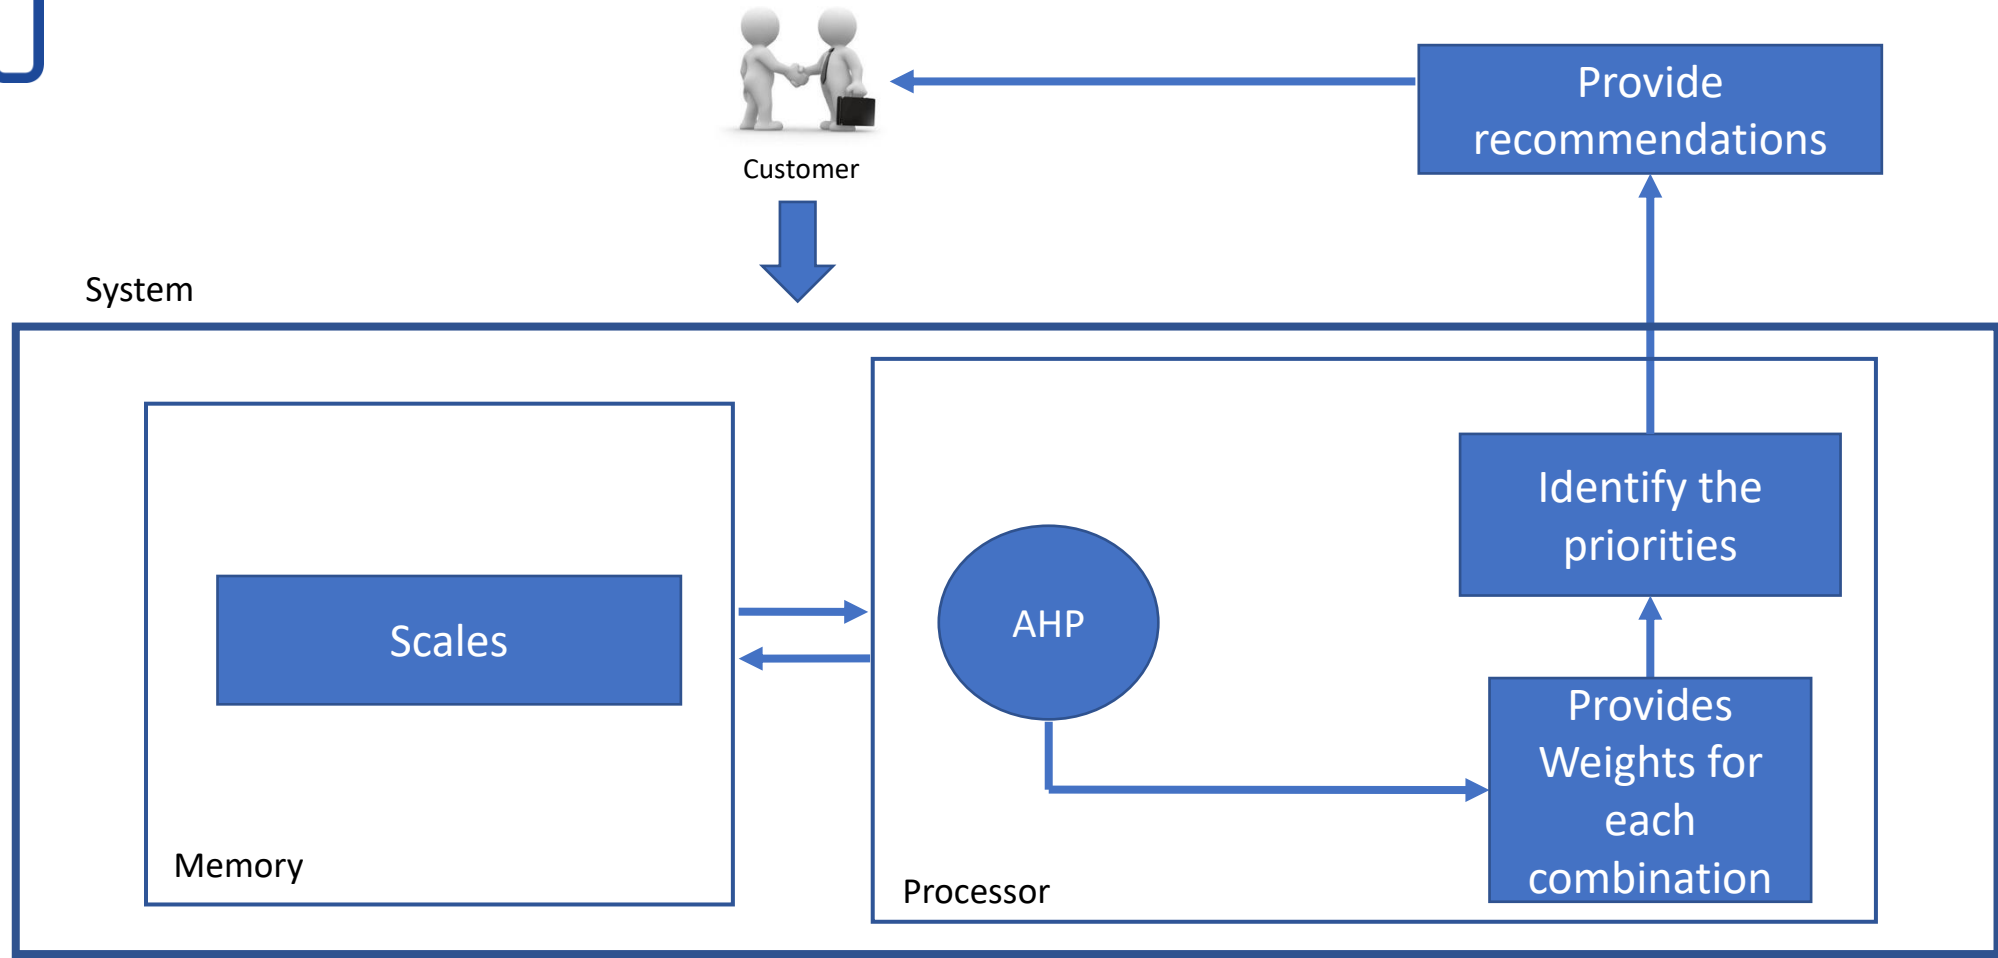 Provide
recommendations
Customer
System
Identify the
priorities
Scales
AHP
Provides
Weights for
each
combination
Memory
Processor